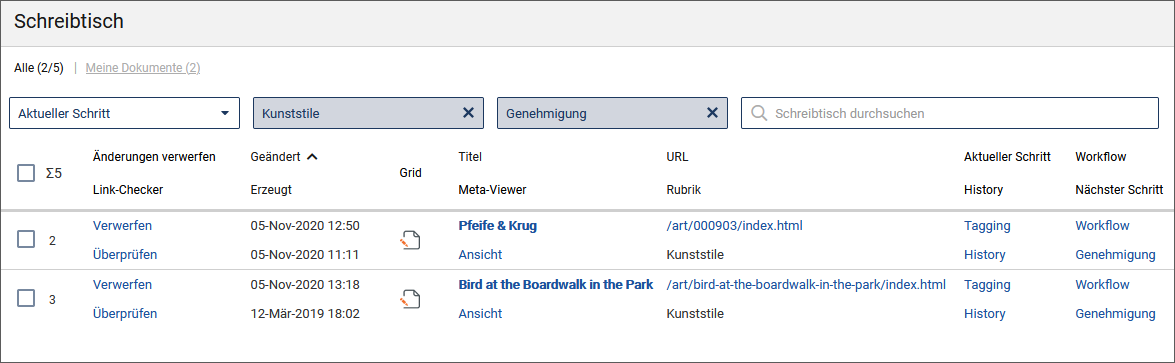 Schreibtisch
Alle (2/5) | Meine Dokumente (2)
Aktueller Schritt Kunststile Genehmigung Schreibtisch durchsuchen
Änderungen verwerfen Geändert Titel URL Aktueller Schritt Workflow
Σ5 Grid
Link-Checker Erzeugt Meta-Viewer Rubrik History Nächster Schritt
Verwerfen 05-Nov-2020 12:50 Pfeife & Krug /art/000903/index.html Tagging Workflow
2
Überprüfen 05-Nov-2020 11:11 Ansicht Kunststile History Genehmigung
Verwerfen 05-Nov-2020 13:18 Bird at the Boardwalk in the Park /art/bird-at-the-boardwalk-in-the-park/index.html Tagging Workflow
3
Überprüfen 12-Mär-2019 18:02 Ansicht Kunststile History Genehmigung